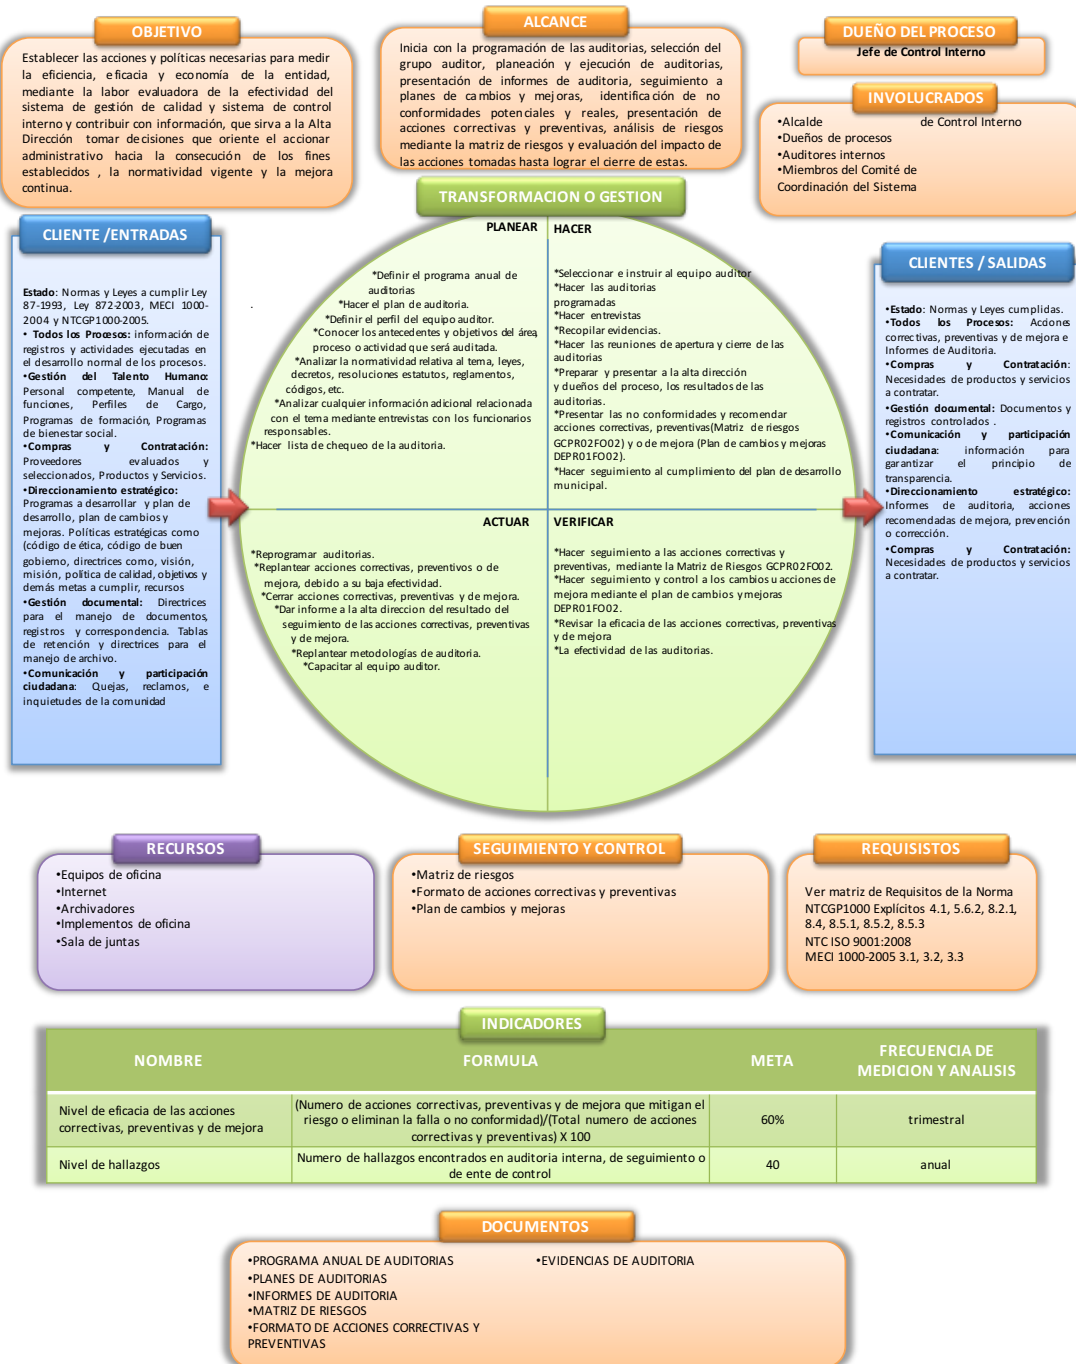 OBJETIVO
Establecer las acciones y políticas necesarias para medir
la eficiencia, eficacia y economía de la entidad,
mediante la labor evaluadora de la efectividad del
sistema de gestión de calidad y sistema de control
interno y contribuir con información, que sirva a la Alta
Dirección tomar decisiones que oriente el accionar
administrativo hacia la consecución de los fines
establecidos , la normatividad vigente y la mejora
continua.
ALCANCE
Inicia con la programación de las auditorias, selección del
grupo auditor, planeación y ejecución de auditorias,
presentación de informes de auditoria, seguimiento a
planes de cambios y mejoras, identificación de no
conformidades potenciales y reales, presentación de
acciones correctivas y preventivas, análisis de riesgos
mediante la matriz de riesgos y evaluación del impacto de
las acciones tomadas hasta lograr el cierre de estas.
DUEÑO DEL PROCESO
Jefe de Control Interno
INVOLUCRADOS
•Alcalde
•Dueños de procesos
•Auditores internos
•Miembros del Comité de
Coordinación del Sistema
de Control Interno
TRANSFORMACION O GESTION
CLIENTE /ENTRADAS
Estado: Normas y Leyes a cumplir Ley
87-1993, Ley 872-2003, MECI 1000-
2004 y NTCGP1000-2005.
• Todos los Procesos: información de
registros y actividades ejecutadas en
el desarrollo normal de los procesos.
•Gestión del Talento Humano:
Personal competente, Manual de
funciones, Perfiles de Cargo,
Programas de formación, Programas
de bienestar social.
•Compras y Contratación:
Proveedores evaluados y
seleccionados, Productos y Servicios.
•Direccionamiento estratégico:
Programas a desarrollar y plan de
desarrollo, plan de cambios y
mejoras. Políticas estratégicas como
(código de ética, código de buen
gobierno, directrices como, visión,
misión, política de calidad, objetivos y
demás metas a cumplir, recursos
•Gestión documental: Directrices
para el manejo de documentos,
registros y correspondencia. Tablas
de retención y directrices para el
manejo de archivo.
•Comunicación y participación
ciudadana: Quejas, reclamos, e
inquietudes de la comunidad
.
PLANEAR
*Definir el programa anual de
auditorias
*Hacer el plan de auditoria.
*Definir el perfil del equipo auditor.
*Conocer los antecedentes y objetivos del área,
proceso o actividad que será auditada.
*Analizar la normatividad relativa al tema, leyes,
decretos, resoluciones estatutos, reglamentos,
códigos, etc.
*Analizar cualquier información adicional relacionada
con el tema mediante entrevistas con los funcionarios
responsables.
*Hacer lista de chequeo de la auditoria.
HACER
*Seleccionar e instruir al equipo auditor
*Hacer las auditorias
programadas
*Hacer entrevistas
*Recopilar evidencias.
*Hacer las reuniones de apertura y cierre de las
auditorias
*Preparar y presentar a la alta dirección
y dueños del proceso, los resultados de las
auditorias.
*Presentar las no conformidades y recomendar
acciones correctivas, preventivas(Matriz de riesgos
GCPR02FO02) y o de mejora (Plan de cambios y mejoras
DEPR01FO02).
*Hacer seguimiento al cumplimiento del plan de desarrollo
municipal.
ACTUAR
*Reprogramar auditorias.
*Replantear acciones correctivas, preventivos o de
mejora, debido a su baja efectividad.
*Cerrar acciones correctivas, preventivas y de mejora.
*Dar informe a la alta direccion del resultado del
seguimiento de las acciones correctivas, preventivas
y de mejora.
*Replantear metodologías de auditoria.
*Capacitar al equipo auditor.
VERIFICAR
*Hacer seguimiento a las acciones correctivas y
preventivas, mediante la Matriz de Riesgos GCPR02FO02.
*Hacer seguimiento y control a los cambios u acciones de
mejora mediante el plan de cambios y mejoras
DEPR01FO02.
*Revisar la eficacia de las acciones correctivas, preventivas
y de mejora
*La efectividad de las auditorias.
CLIENTES / SALIDAS
•Estado: Normas y Leyes cumplidas.
•Todos los Procesos: Acciones
correctivas, preventivas y de mejora e
Informes de Auditoria.
•Compras y Contratación:
Necesidades de productos y servicios
a contratar.
•Gestión documental: Documentos y
registros controlados .
•Comunicación y participación
ciudadana: información para
garantizar el principio de
transparencia.
•Direccionamiento estratégico:
Informes de auditoria, acciones
recomendadas de mejora, prevención
o corrección.
•Compras y Contratación:
Necesidades de productos y servicios
a contratar.
RECURSOS
•Equipos de oficina
•Internet
•Archivadores
•Implementos de oficina
•Sala de juntas
SEGUIMIENTO Y CONTROL
•Matriz de riesgos
•Formato de acciones correctivas y preventivas
•Plan de cambios y mejoras
REQUISISTOS
Ver matriz de Requisitos de la Norma
NTCGP1000 Explícitos 4.1, 5.6.2, 8.2.1,
8.4, 8.5.1, 8.5.2, 8.5.3
NTC ISO 9001:2008
MECI 1000-2005 3.1, 3.2, 3.3
INDICADORES
NOMBRE FORMULA META FRECUENCIA DE
MEDICION Y ANALISIS
Nivel de eficacia de las acciones
correctivas, preventivas y de mejora
(Numero de acciones correctivas, preventivas y de mejora que mitigan el
riesgo o eliminan la falla o no conformidad)/(Total numero de acciones
correctivas y preventivas) X 100
60%
trimestral
Nivel de hallazgos
Numero de hallazgos encontrados en auditoria interna, de seguimiento o
de ente de control
40
anual
DOCUMENTOS
•PROGRAMA ANUAL DE AUDITORIAS
•PLANES DE AUDITORIAS
•INFORMES DE AUDITORIA
•MATRIZ DE RIESGOS
•FORMATO DE ACCIONES CORRECTIVAS Y
PREVENTIVAS
•EVIDENCIAS DE AUDITORIA